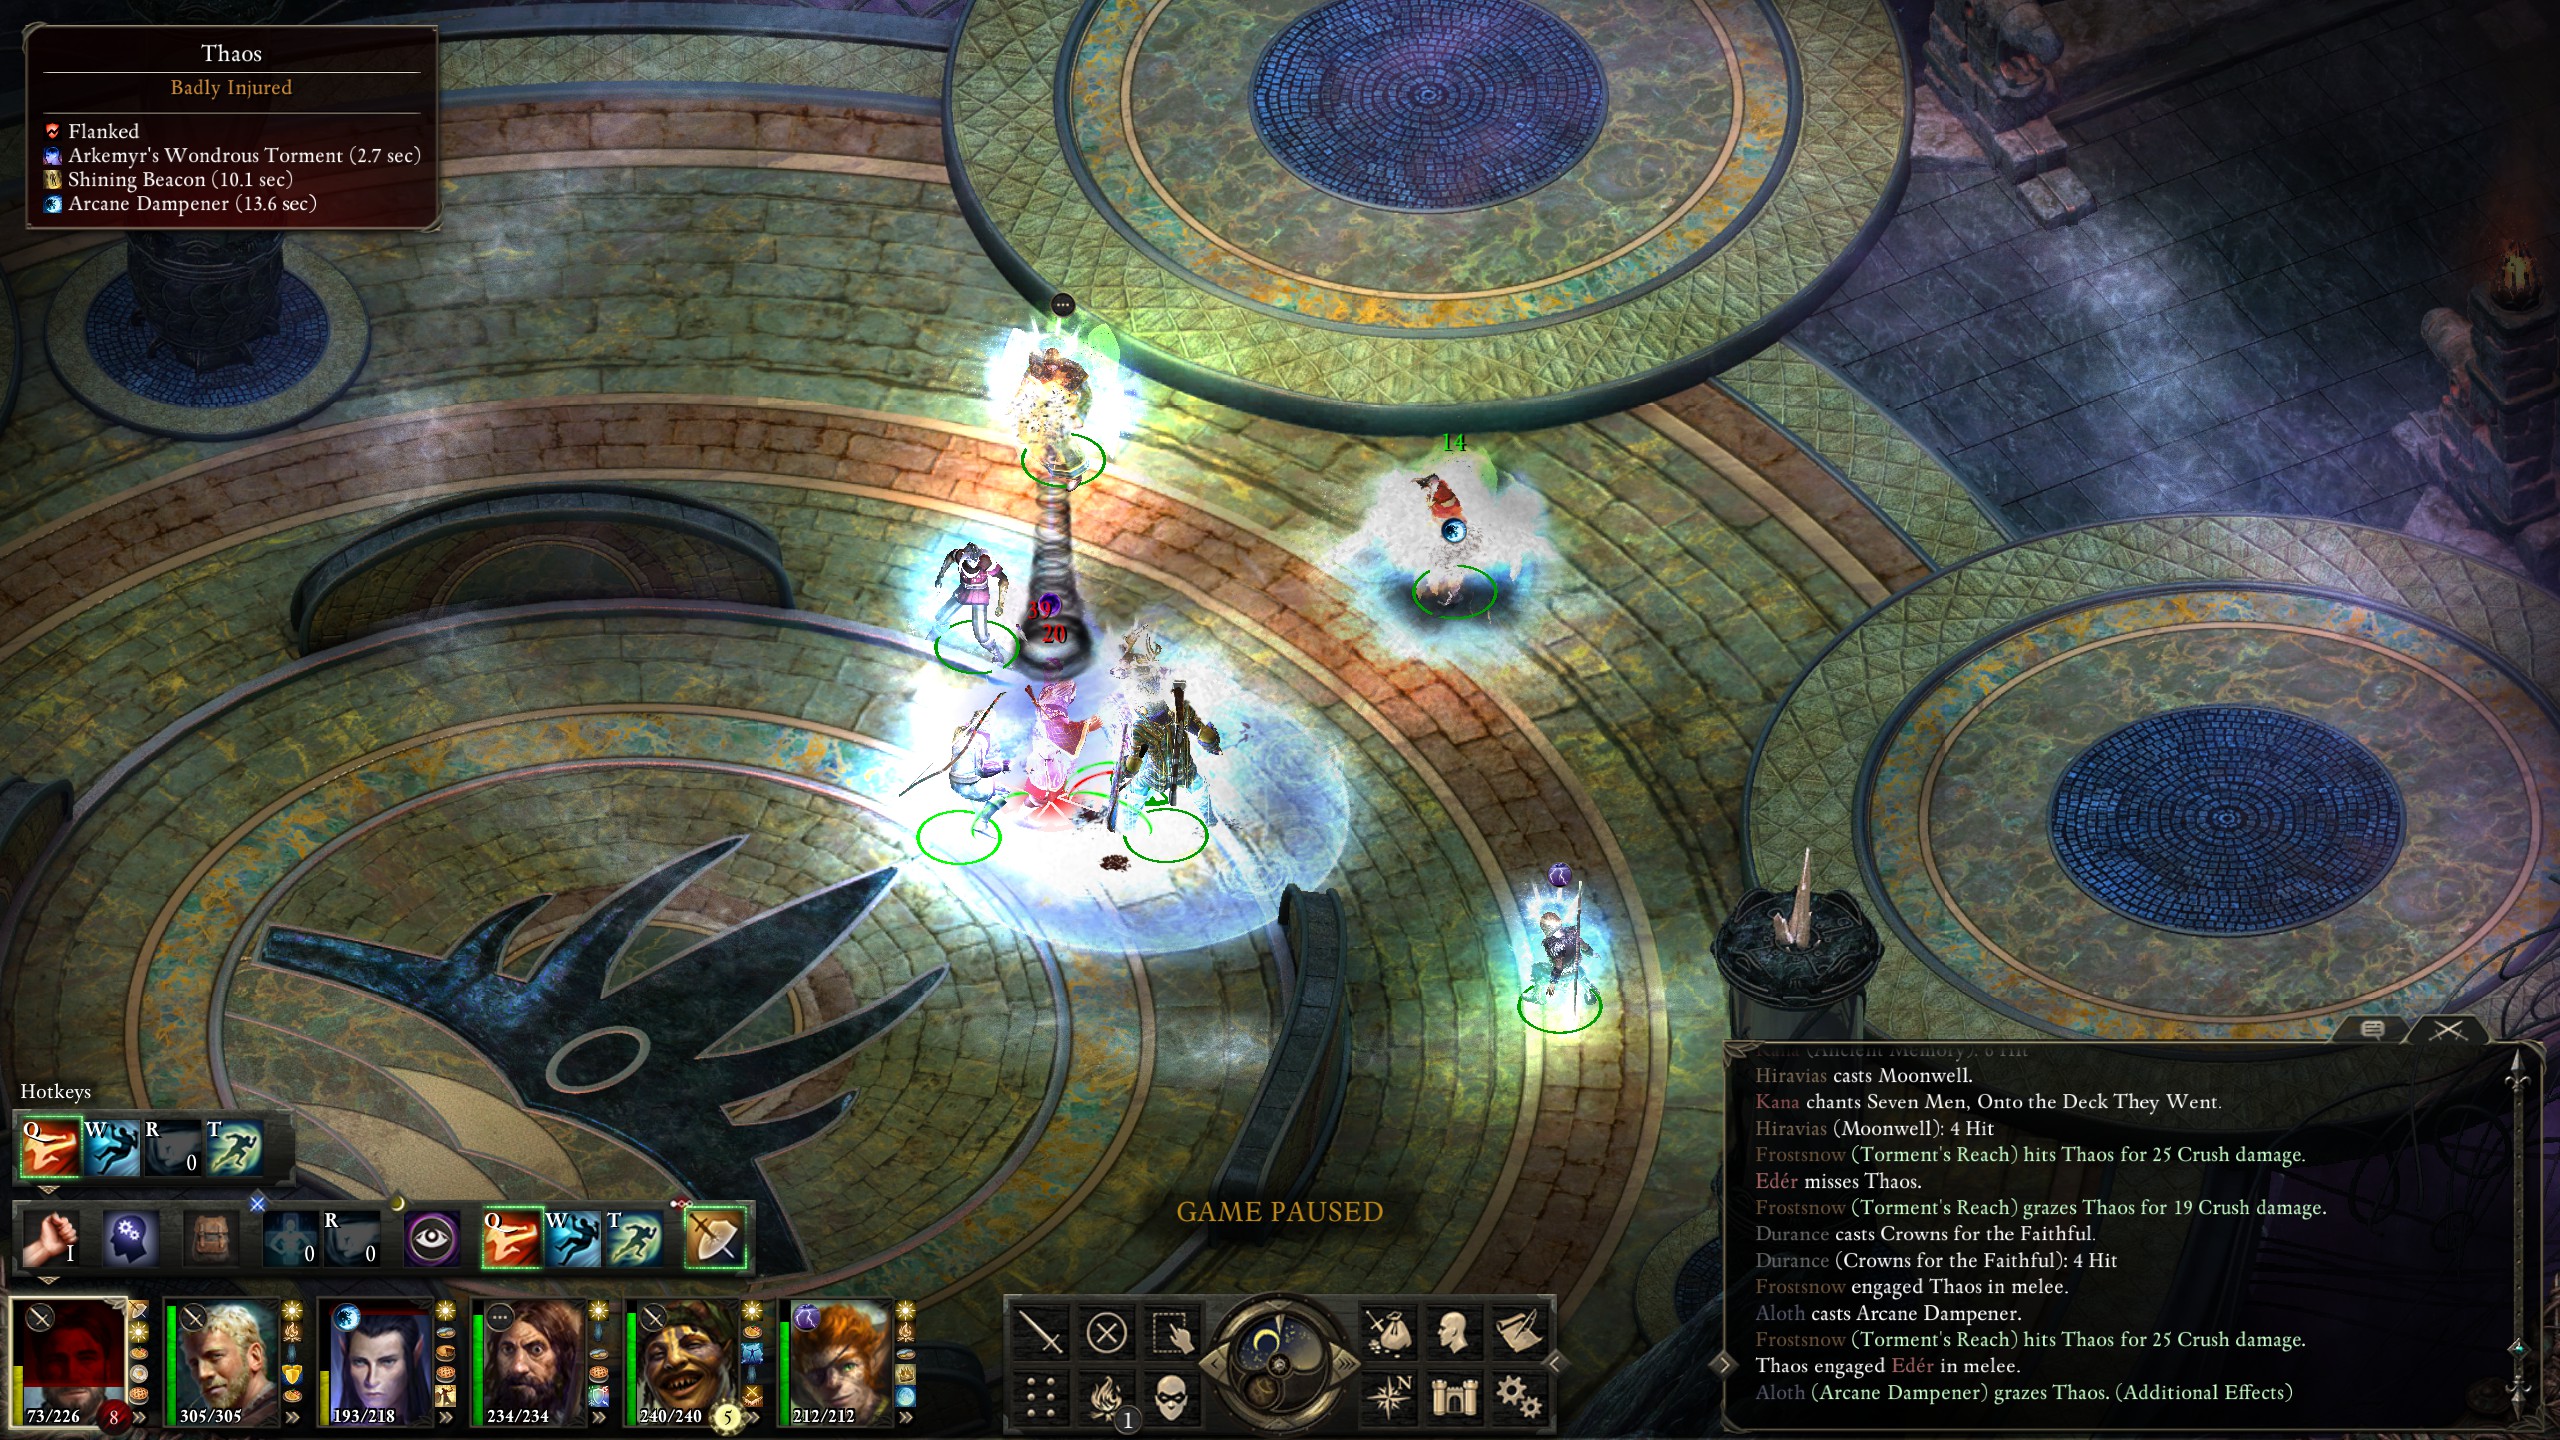 Thaos
Badly Injured
Flanked
Arkemyr's Wondrous Torment (2.7 sec)
Shining Beacon (10.1 sec)
Arcane Dampener (13.6 sec)
14
39
20
GAME PAUSED
Hotkeys
Q W R 0 T
I 0 R 0 Q W T
73/226 8
305/305
193/218
234/234
240/240 5
212/212
1
N
Kana (Ancient Memory): 6 Hit
Hiravias casts Moonwell.
Kana chants Seven Men, Onto the Deck They Went.
Hiravias (Moonwell): 4 Hit
Frostsnow (Torment's Reach) hits Thaos for 25 Crush damage.
Edér misses Thaos.
Frostsnow (Torment's Reach) grazes Thaos for 19 Crush damage.
Durance casts Crowns for the Faithful.
Durance (Crowns for the Faithful): 4 Hit
Frostsnow engaged Thaos in melee.
Aloth casts Arcane Dampener.
Frostsnow (Torment's Reach) hits Thaos for 25 Crush damage.
Thaos engaged Edér in melee.
Aloth (Arcane Dampener) grazes Thaos. (Additional Effects)